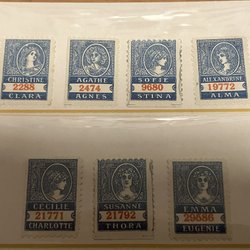 CHRISTINE
2288
CLARA
AGATHE
2474
AGNES
SOFIE
9680
STINA
ALEXANDRINE
19772
ALMA
CECILIE
21771
CHARLOTTE
SUSANNE
21792
THORA
EMMA
29686
EUGENIE